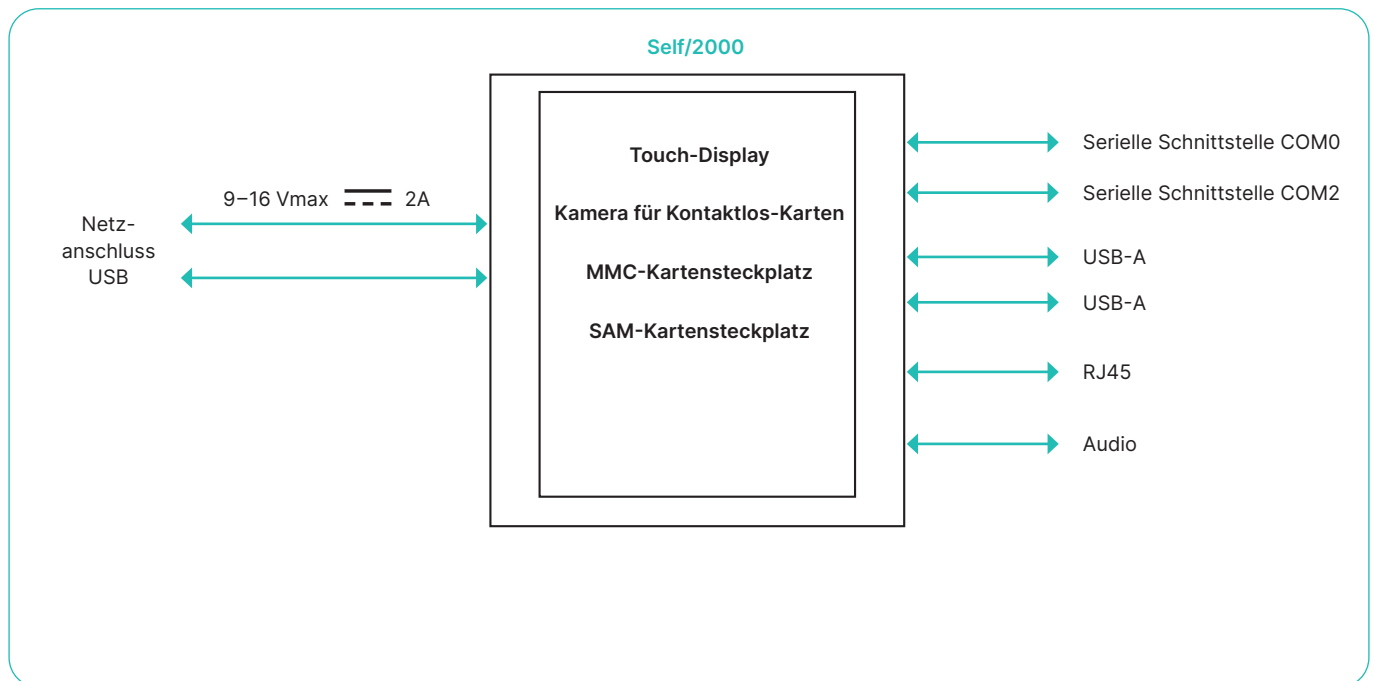 Self/2000
9–16 Vmax 2A
Netz-
anschluss
USB
Touch-Display
Kamera für Kontaktlos-Karten
MMC-Kartensteckplatz
SAM-Kartensteckplatz
Serielle Schnittstelle COM0
Serielle Schnittstelle COM2
USB-A
USB-A
RJ45
Audio